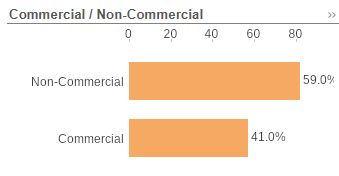 Commercial / Non-Commercial »
0 20 40 60 80
Non-Commercial 59.0%
Commercial 41.0%